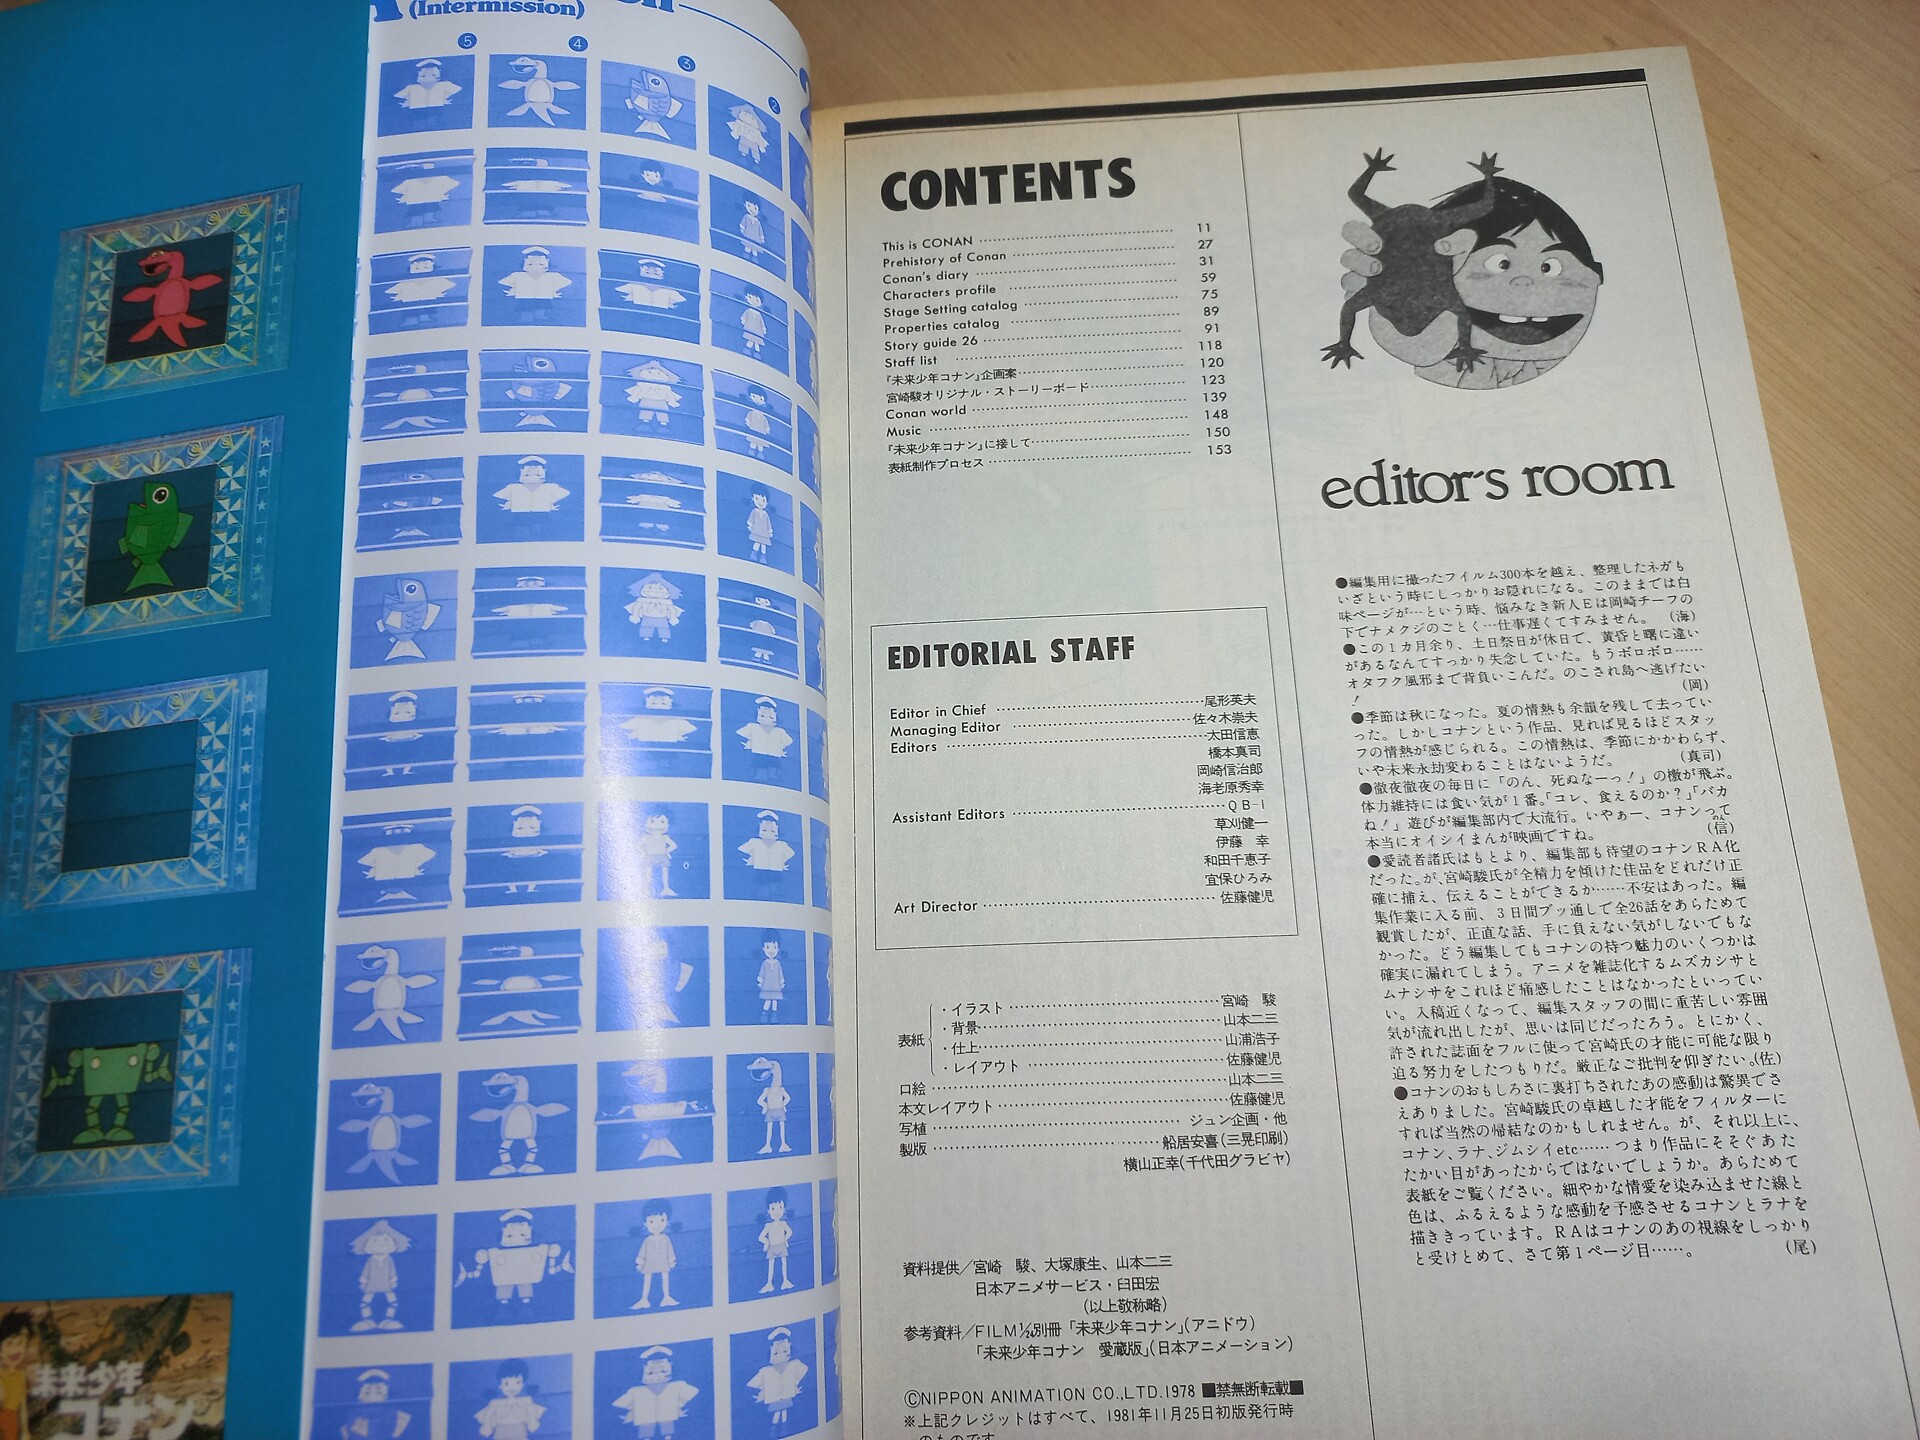 (Intermission)
⑤
④
③
②
未来少年
コナン
CONTENTS
This is CONAN 11
Prehistory of Conan 27
Conan's diary 31
Characters profile 59
Stage Setting catalog 75
Properties catalog 89
Story guide 26 91
Staff list 118
『未来少年コナン』企画案 120
宮崎駿オリジナル・ストーリーボード 123
Conan world 139
Music 148
『未来少年コナン』に接して 150
表紙制作プロセス 153
EDITORIAL STAFF
Editor in Chief 尾形英夫
Managing Editor 佐々木崇夫
Editors 太田信恵
橋本真司
岡崎信治郎
海老原秀幸
Assistant Editors ＱＢ-Ⅰ
草刈健一
伊藤　幸
和田千恵子
宜保ひろみ
Art Director 佐藤健児
表紙
・イラスト 宮崎　駿
・背景 山本二三
・仕上 山浦浩子
・レイアウト 佐藤健児
口絵 山本二三
本文レイアウト 佐藤健児
写植 ジュン企画・他
製版 船居安喜(三晃印刷)
横山正幸(千代田グラビヤ)
資料提供／宮崎　駿、大塚康生、山本二三
日本アニメサービス・臼田宏
(以上敬称略)
参考資料／FILM1/24別冊「未来少年コナン」(アニドウ)
「未来少年コナン　愛蔵版」(日本アニメーション)
ⒸNIPPON ANIMATION CO.,LTD.1978 ■禁無断転載■
※上記クレジットはすべて、1981年11月25日初版発行時
のものです
editor's room
●編集用に撮ったフイルム300本を越え、整理したネガも
いざという時にしっかりお隠れになる。このままでは白
味ページが…という時、悩みなき新人Ｅは岡崎チーフの
下でナメクジのごとく…仕事遅くてすみません。　(海)
●この１カ月余り、土日祭日が休日で、黄昏と曙に違い
があるなんてすっかり失念していた。もうボロボロ……
オタフク風邪まで背負いこんだ。のこされ島へ逃げたい
！　(岡)
●季節は秋になった。夏の情熱も余韻を残して去ってい
った。しかしコナンという作品、見れば見るほどスタッ
フの情熱が感じられる。この情熱は、季節にかかわらず、
いや未来永劫変わることはないようだ。　(真司)
●徹夜徹夜の毎日に「のん、死ぬなーっ！」の檄が飛ぶ。
体力維持には食い気が１番。「コレ、食えるのか？」「バカ
ね！」遊びが編集部内で大流行。いやぁー、コナンって
本当にオイシイまんが映画ですね。　(信)
●愛読者諸氏はもとより、編集部も待望のコナンＲＡ化
だった。が、宮崎駿氏が全精力を傾けた佳品をどれだけ正
確に捕え、伝えることができるか……不安はあった。編
集作業に入る前、３日間ブッ通しで全26話をあらためて
観賞したが、正直な話、手に負えない気がしないでもな
かった。どう編集してもコナンの持つ魅力のいくつかは
確実に漏れてしまう。アニメを雑誌化するムズカシサと
ムナシサをこれほど痛感したことはなかったといってい
い。入稿近くなって、編集スタッフの間に重苦しい雰囲
気が流れ出したが、思いは同じだったろう。とにかく、
許された誌面をフルに使って宮崎氏の才能に可能な限り
迫る努力をしたつもりだ。厳正なご批判を仰ぎたい。(佐)
●コナンのおもしろさに裏打ちされたあの感動は驚異でさ
えありました。宮崎駿氏の卓越した才能をフィルターに
すれば当然の帰結なのかもしれません。が、それ以上に、
コナン、ラナ、ジムシイetc……つまり作品にそそぐあた
たかい目があったからではないでしょうか。あらためて
表紙をご覧ください。細やかな情愛を染み込ませた線と
色は、ふるえるような感動を予感させるコナンとラナを
描ききっています。ＲＡはコナンのあの視線をしっかり
と受けとめて、さて第１ページ目……。　(尾)